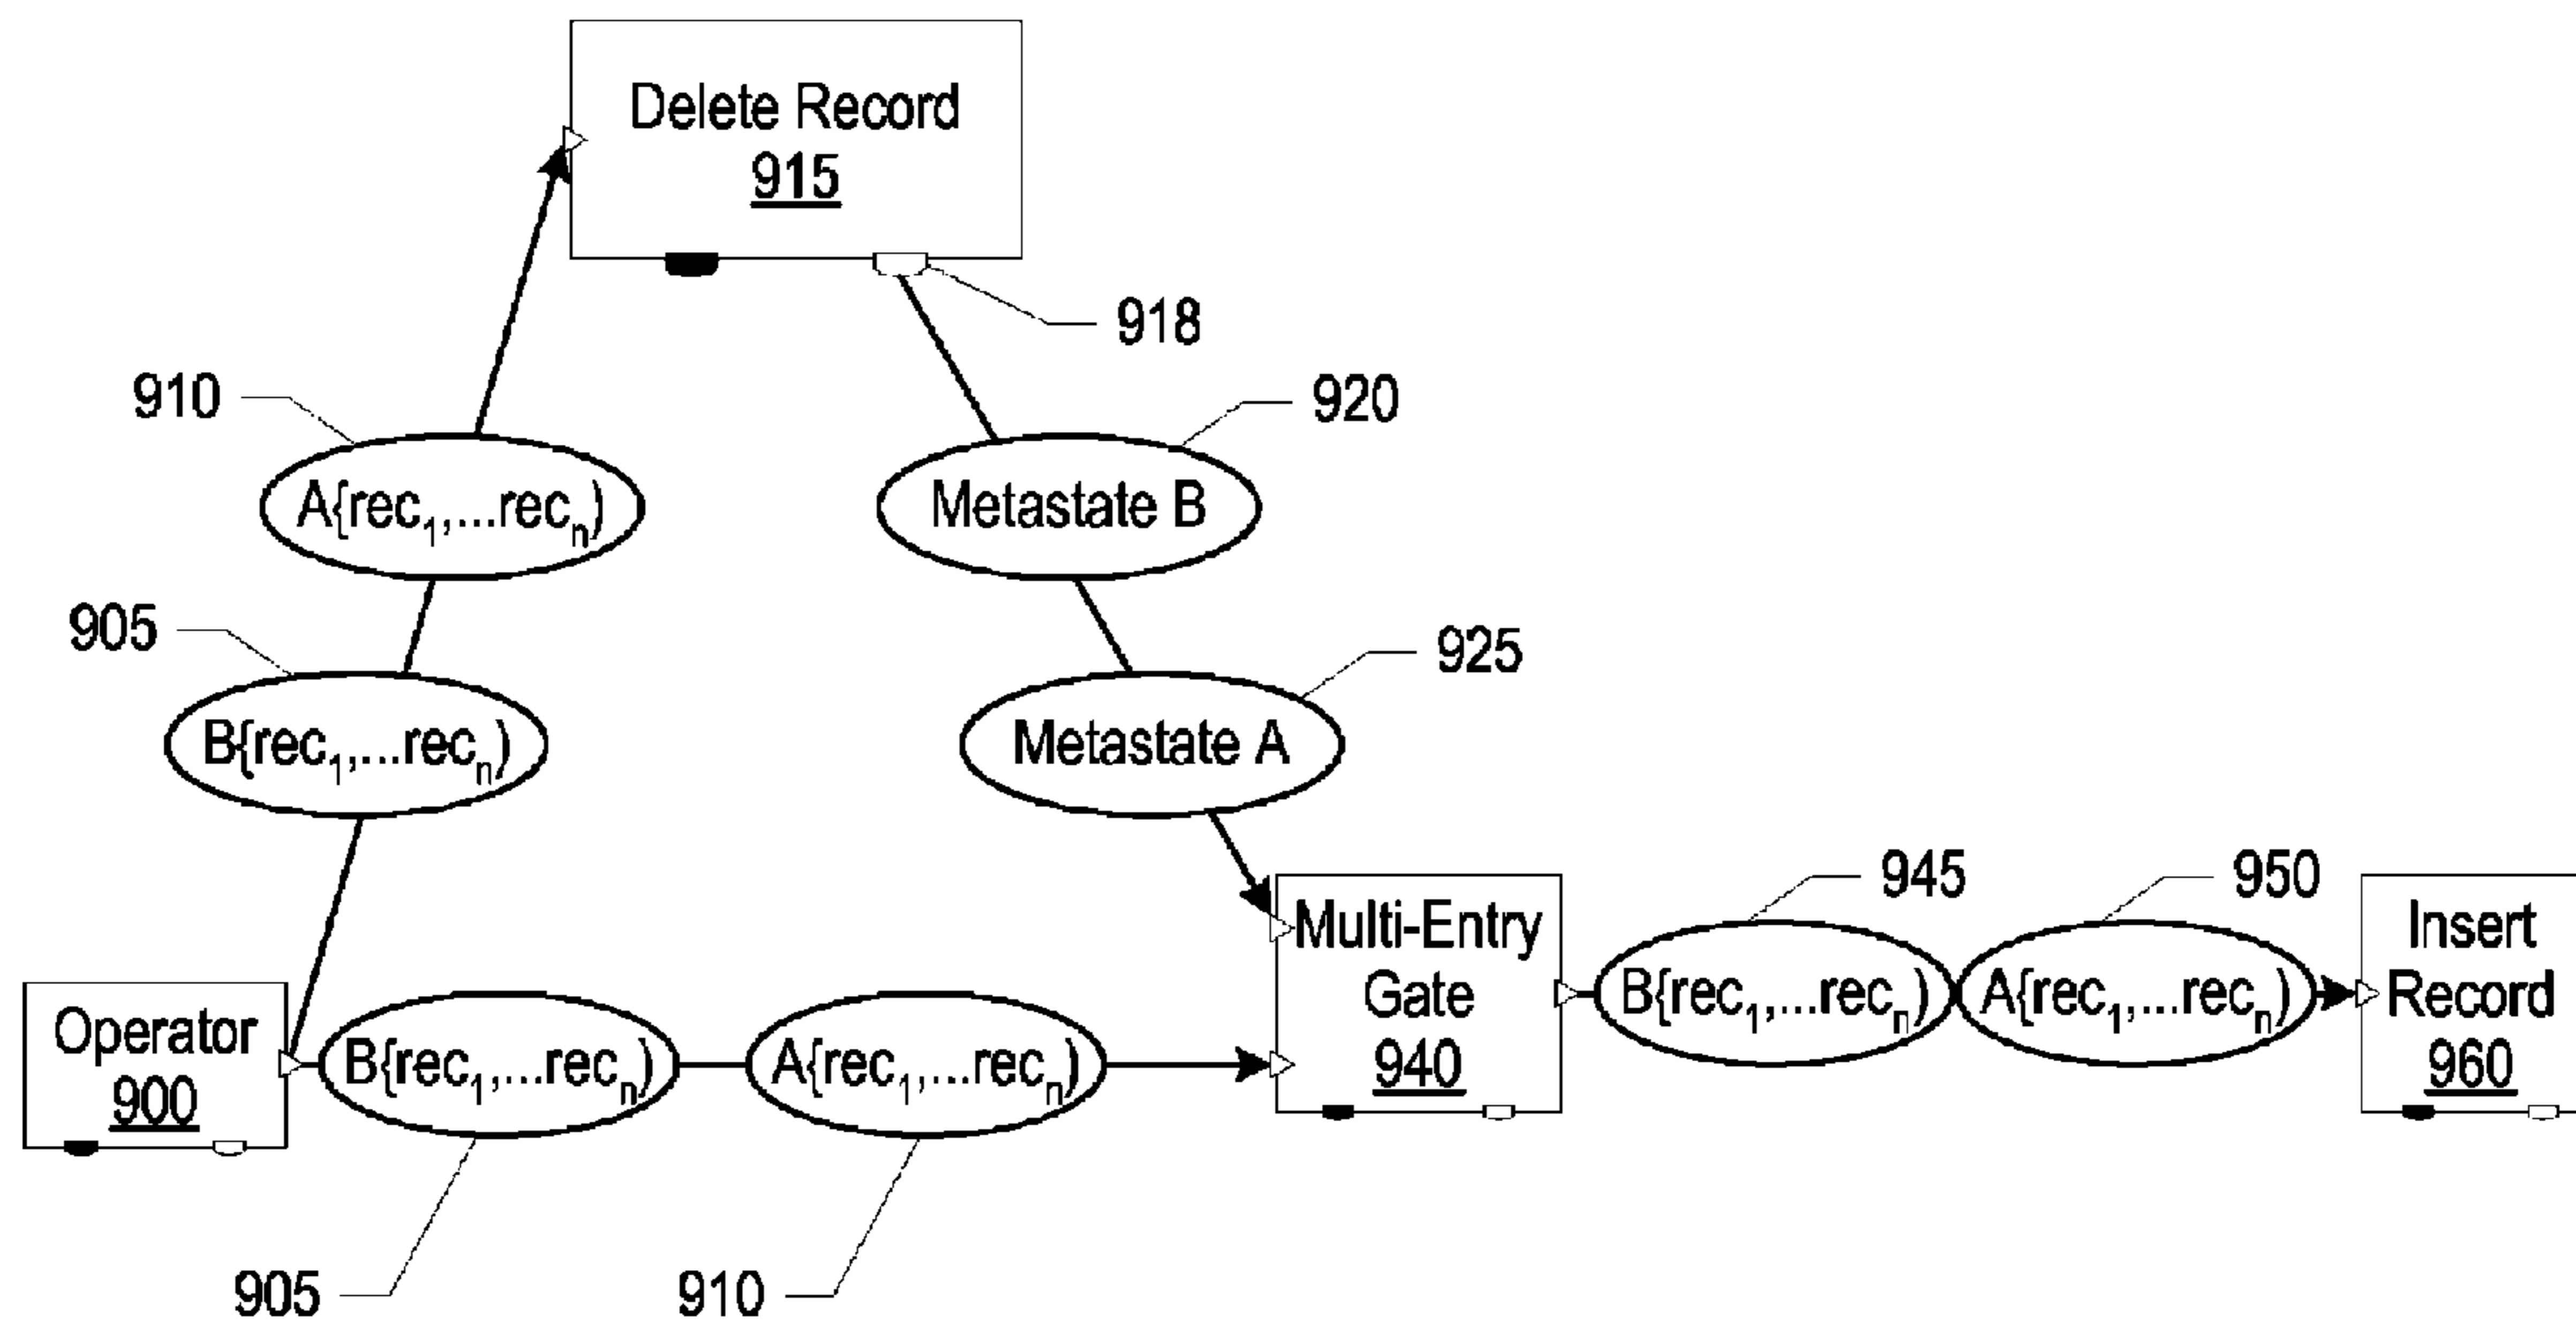 Delete Record
915
918
910
920
A{rec₁,...recₙ)
Metastate B
905
925
B{rec₁,...recₙ)
Metastate A
945
950
Multi-Entry
Gate
940
Insert
Record
960
B{rec₁,...recₙ)
A{rec₁,...recₙ)
Operator
900
B{rec₁,...recₙ)
A{rec₁,...recₙ)
905
910